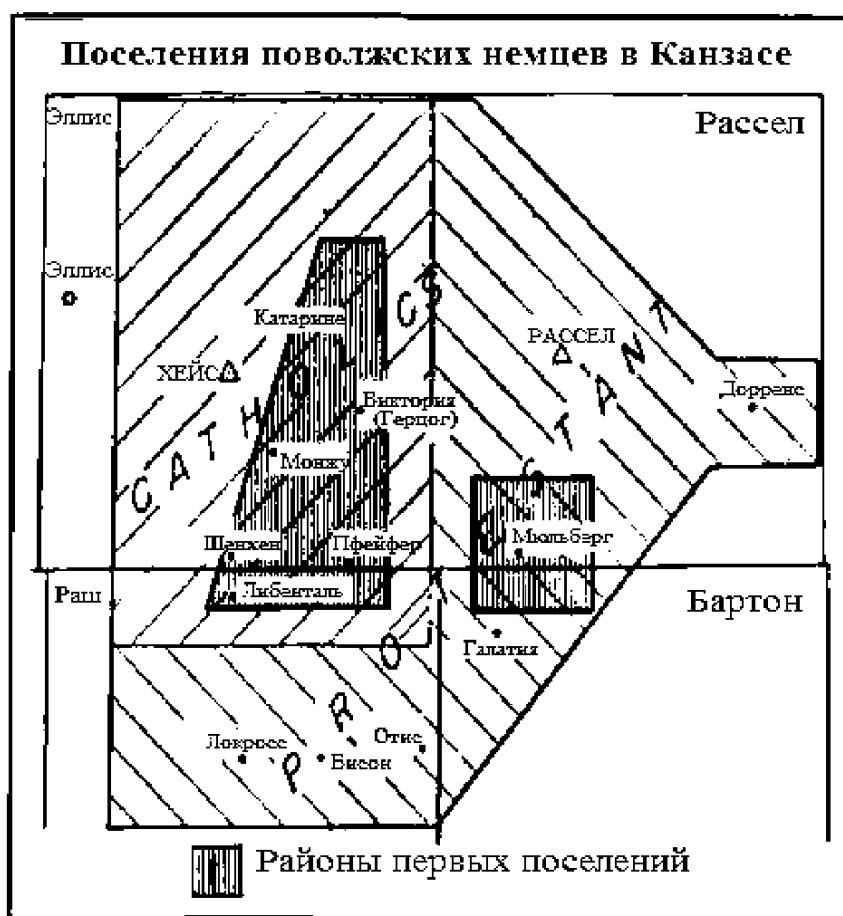 Поселения поволжских немцев в Канзасе
Эллис
Рассел
Эллис
Катарине
РАССЕЛ
ХЕЙС
Дорренс
Виктория
(Герцог)
Монжу
Шенхен
Пфейфер
Мюльберг
Раш
Либенталь
Бартон
Галатия
Отис
Локросс
Бисон
CATHOLICS
PROTESTANT
Районы первых поселений